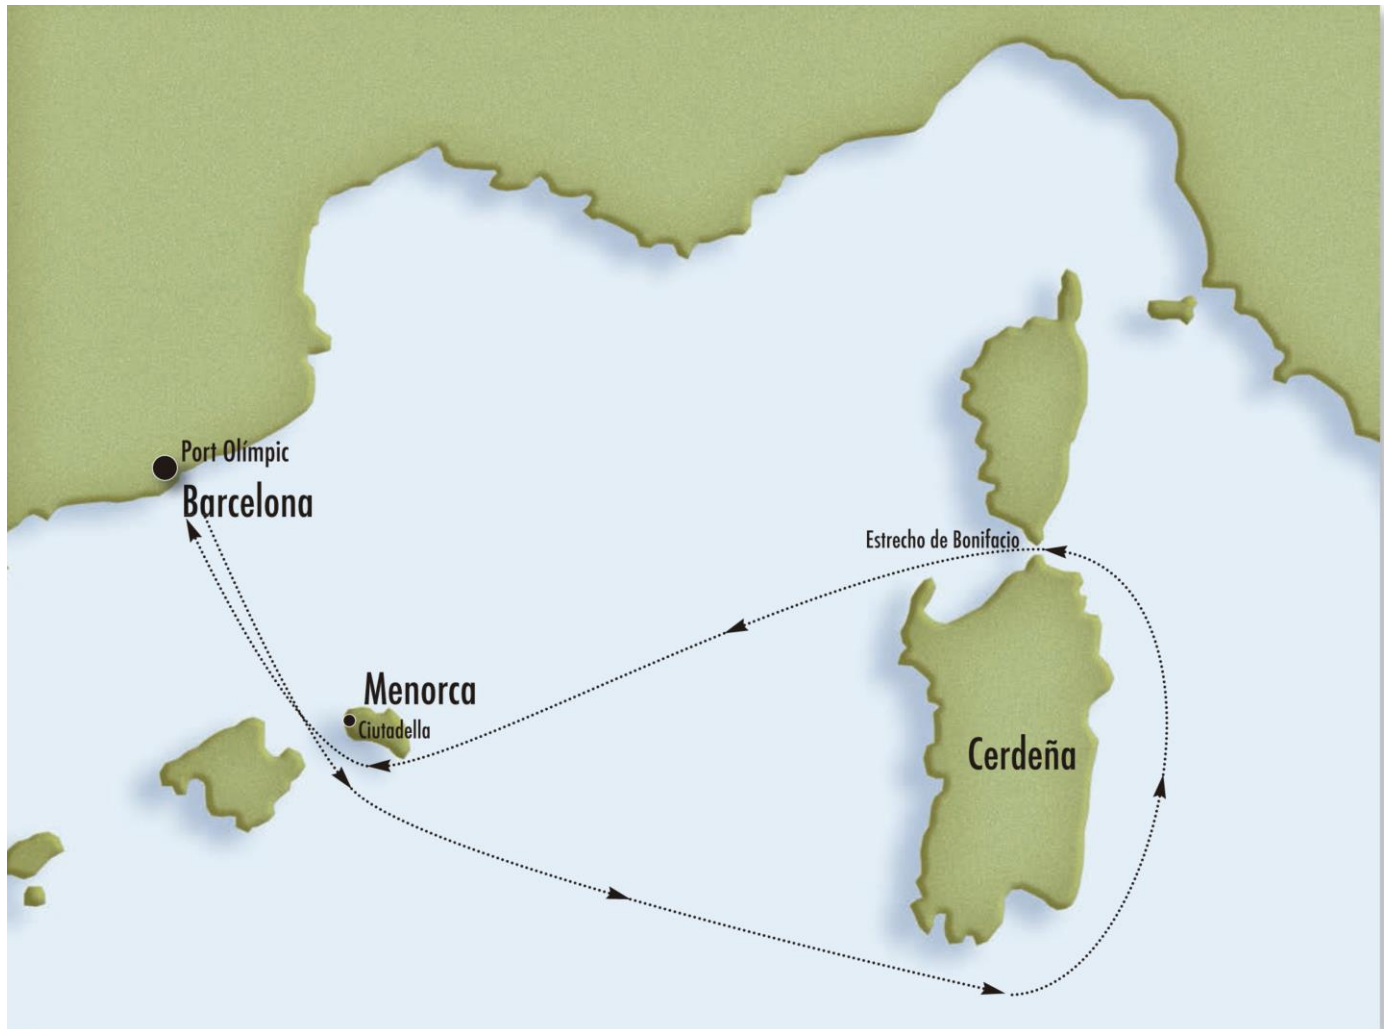 Port Olímpic
Barcelona
Estrecho de Bonifacio
Menorca
Ciutadella
Cerdeña